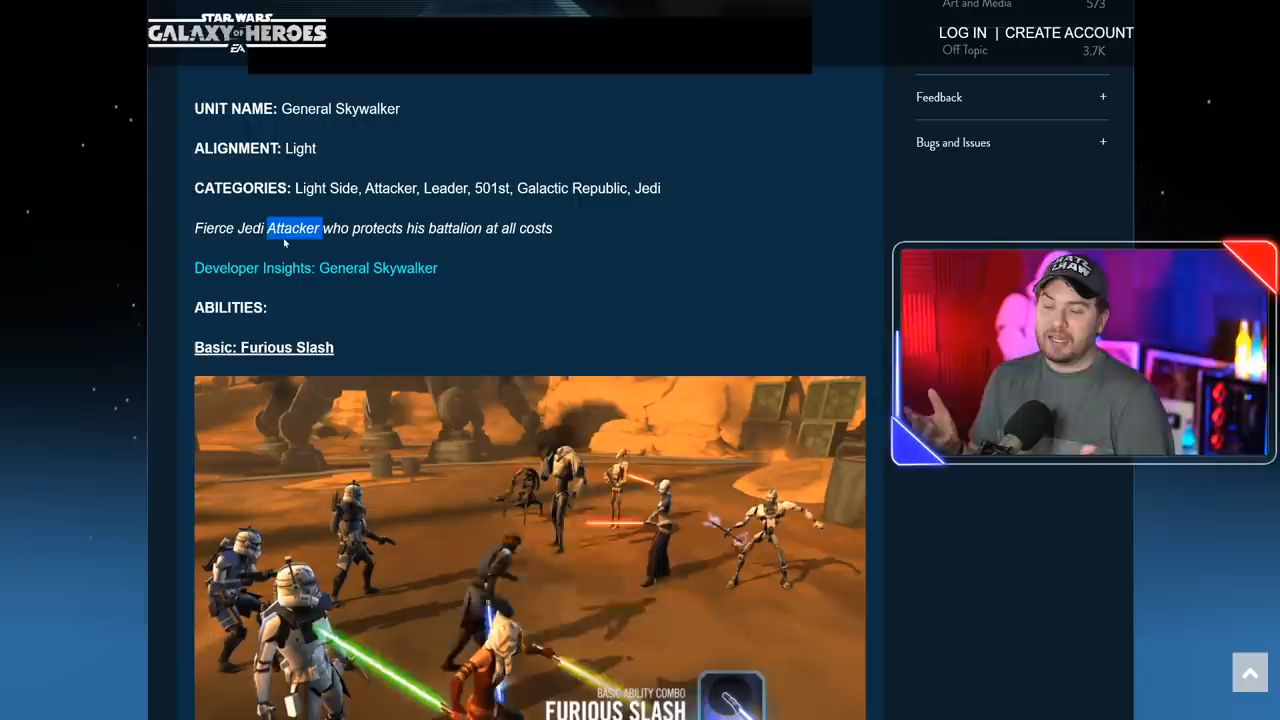 STAR WARS
GALAXY OF HEROES
EA
Art and Media 573
LOG IN | CREATE ACCOUNT
Off Topic 3.7K
Feedback +
Bugs and Issues +
UNIT NAME: General Skywalker
ALIGNMENT: Light
CATEGORIES: Light Side, Attacker, Leader, 501st, Galactic Republic, Jedi
Fierce Jedi Attacker who protects his battalion at all costs
Developer Insights: General Skywalker
ABILITIES:
Basic: Furious Slash
BASIC ABILITY COMBO
FURIOUS SLASH
STAR
WARS